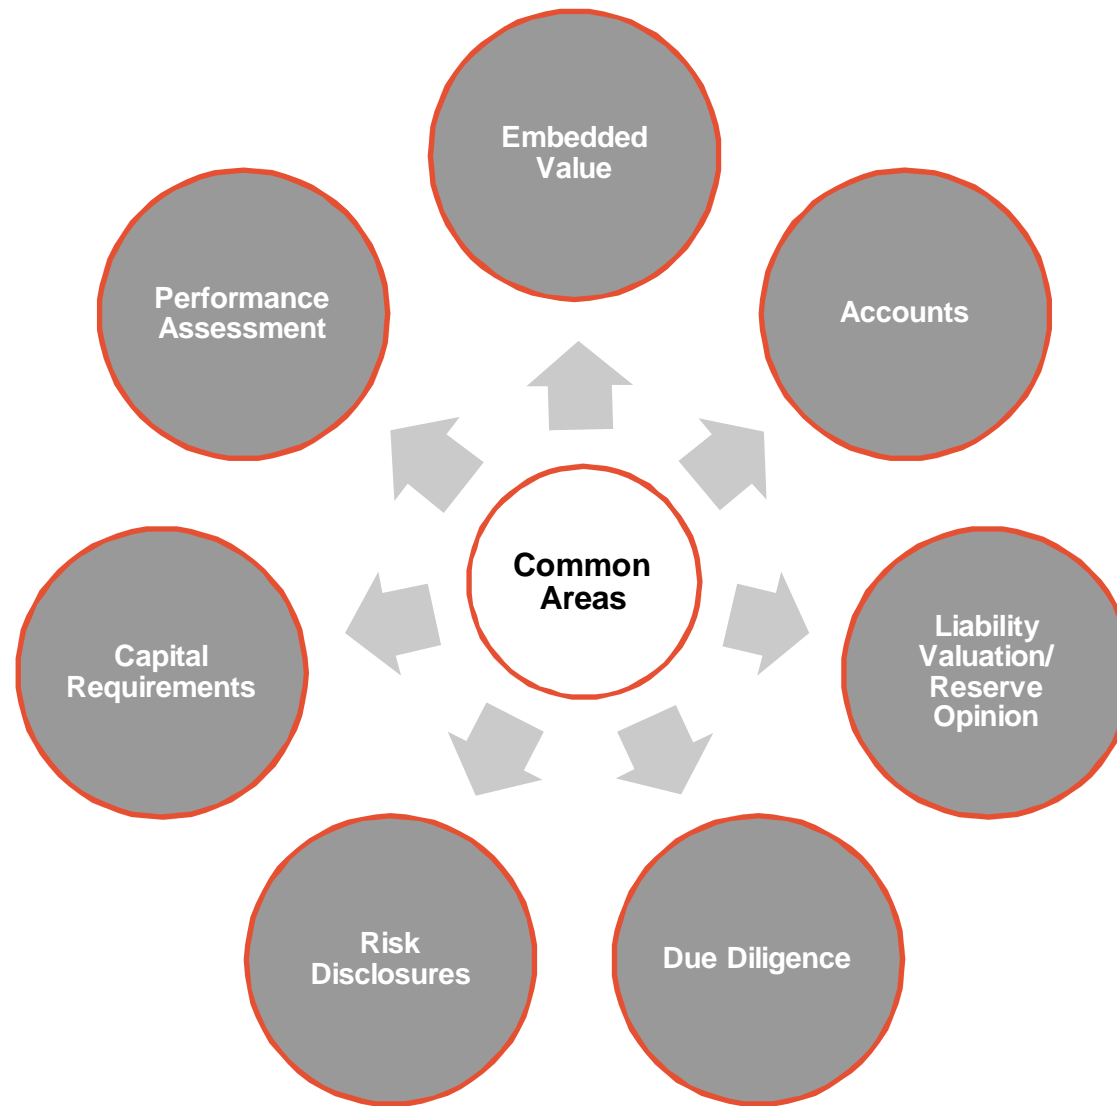 Embedded
Value
Performance
Assessment
Accounts
Common
Areas
Capital
Requirements
Liability
Valuation/
Reserve
Opinion
Risk
Disclosures
Due Diligence